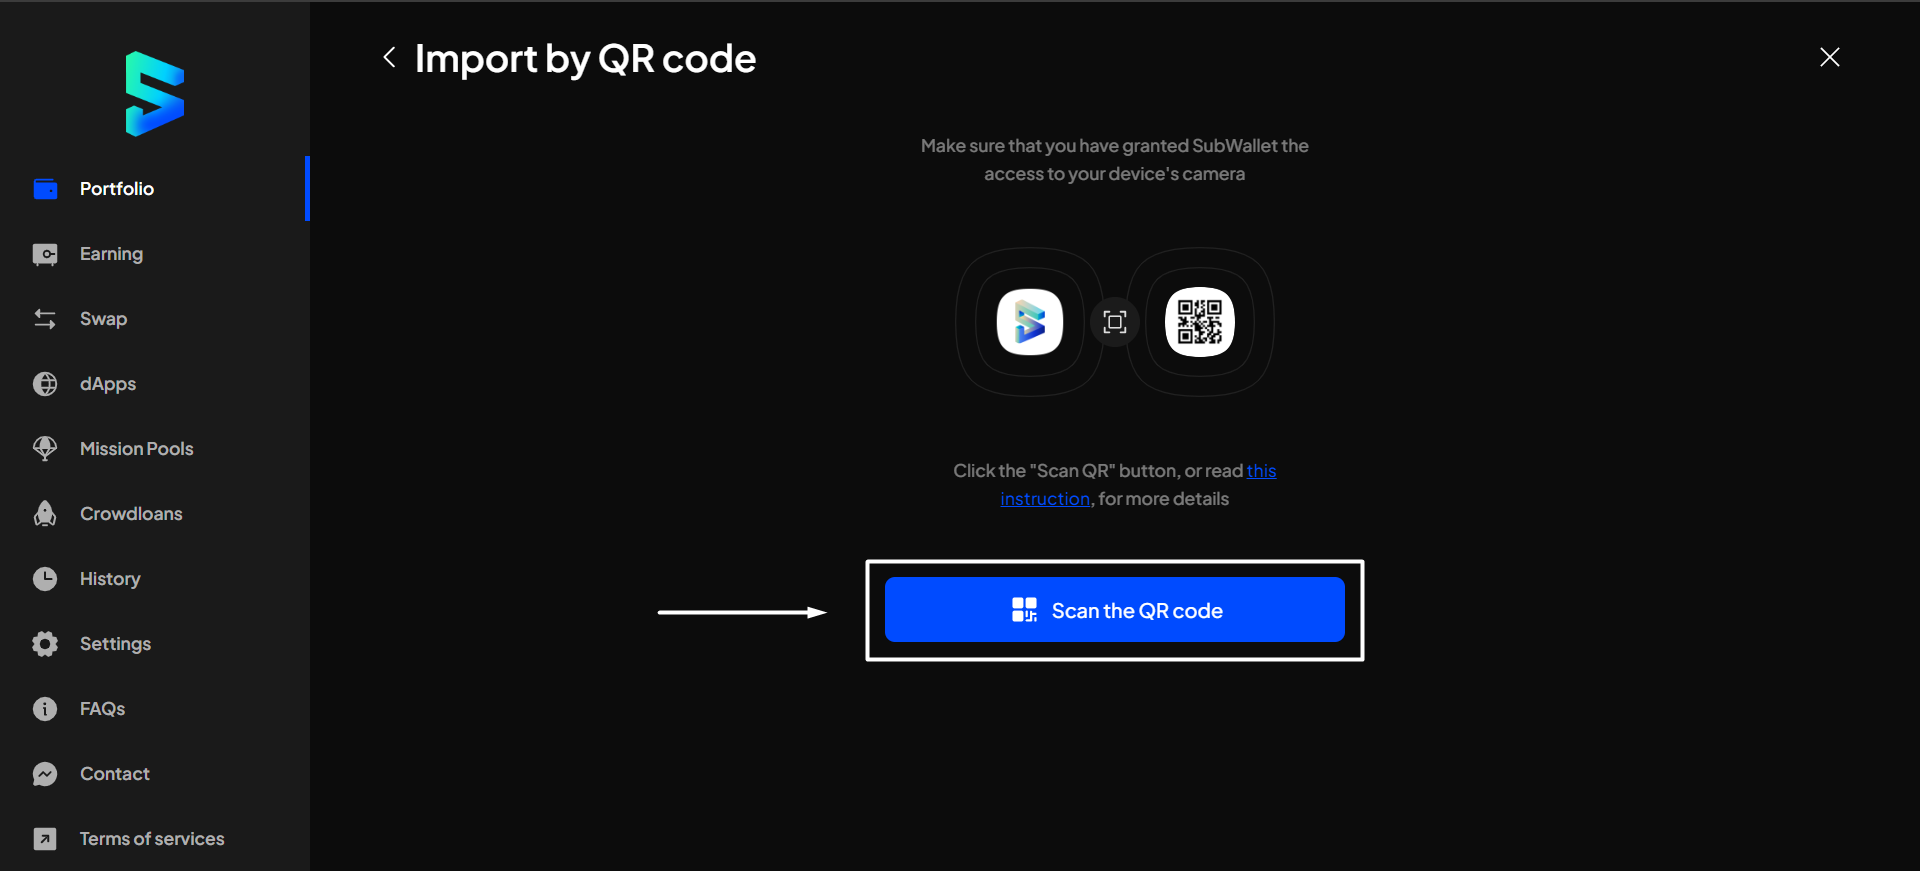 Import by QR code
Portfolio
Earning
Swap
dApps
Mission Pools
Crowdloans
History
Settings
FAQs
Contact
Terms of services
Make sure that you have granted SubWallet the
access to your device's camera
Click the "Scan QR" button, or read this
instruction, for more details
Scan the QR code